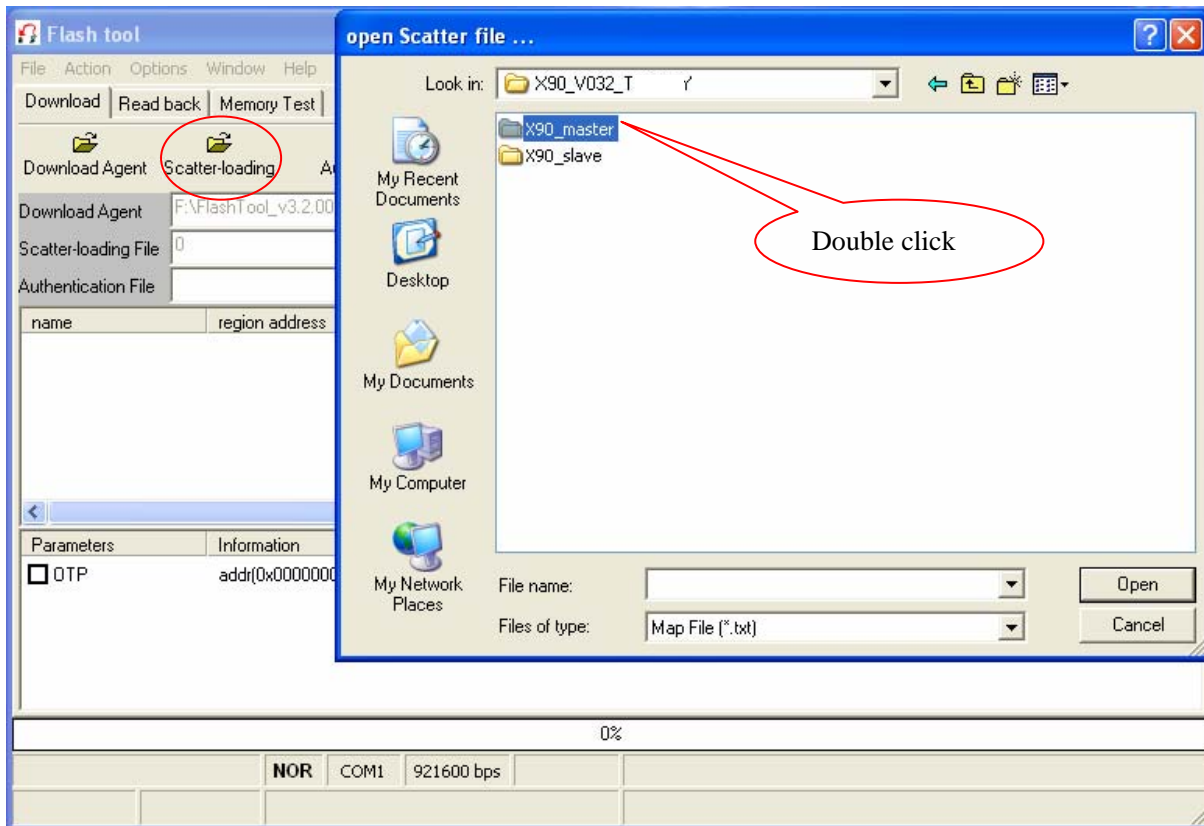 Flash tool
File Action Options Window Help
Download Read back Memory Test
Download Agent Scatter-loading
Download Agent F:\FlashTool_v3.2.00
Scatter-loading File 0
Authentication File
name region address
Parameters Information
OTP addr(0x0000000
open Scatter file ...
Look in: X90_V032_T
X90_master
X90_slave
Double click
My Recent
Documents
Desktop
My Documents
My Computer
My Network
Places
File name:
Open
Files of type: Map File (*.txt)
Cancel
0%
NOR COM1 921600 bps